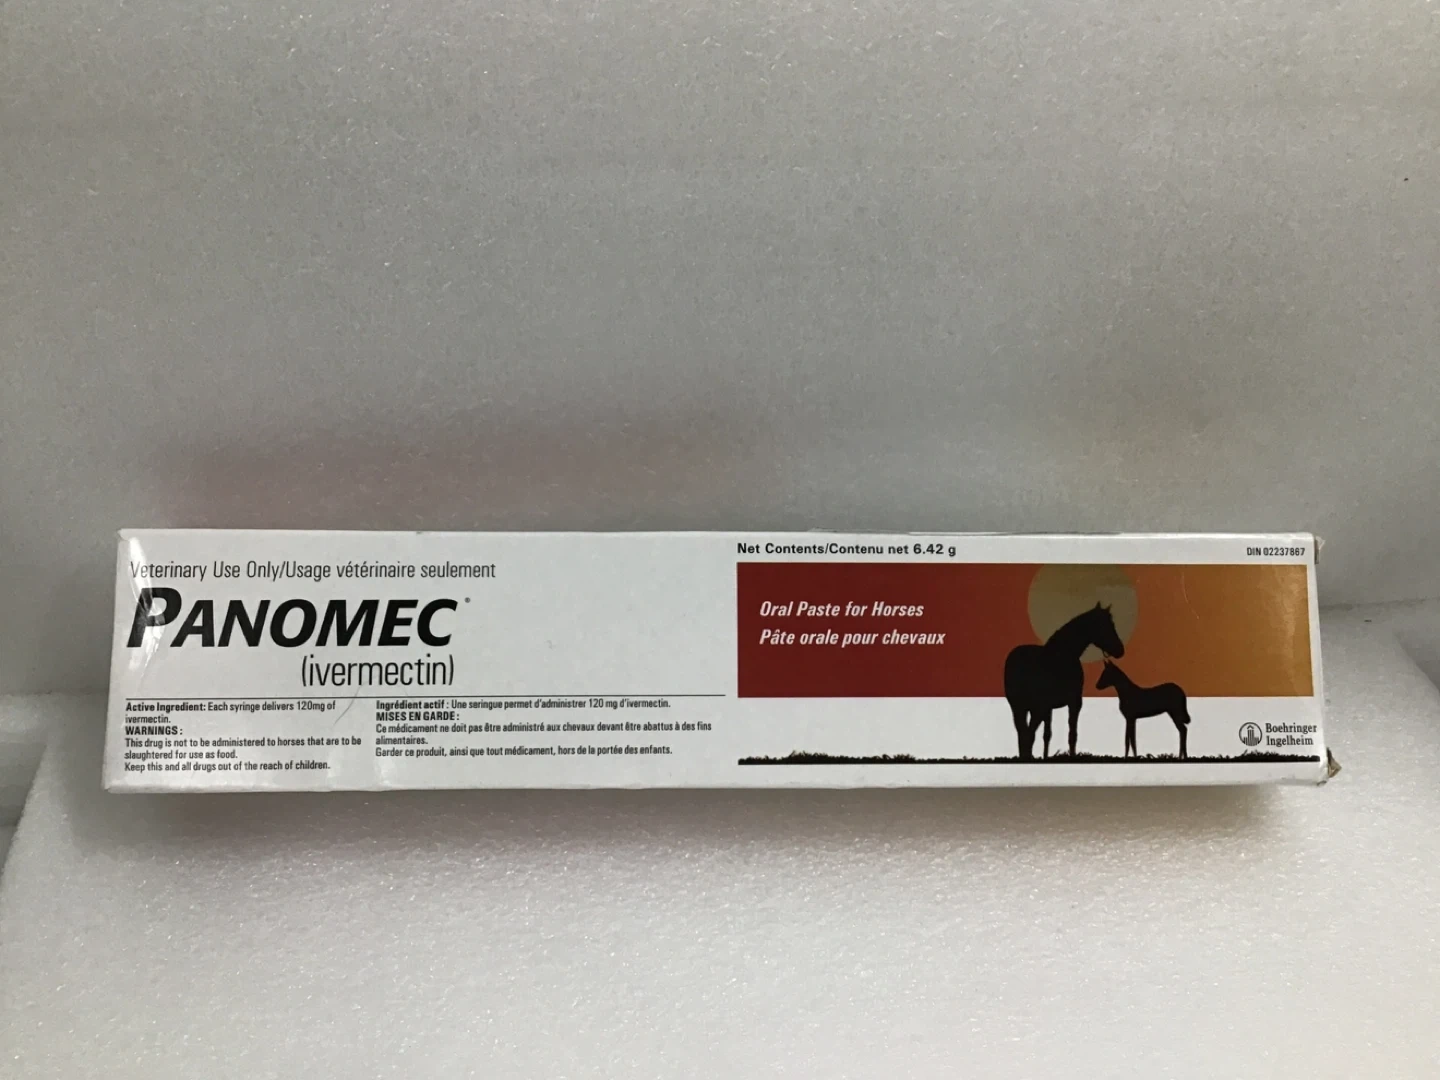 Veterinary Use Only/Usage vétérinaire seulement
PANOMEC®
(ivermectin)
Active Ingredient: Each syringe delivers 120mg of
ivermectin.
WARNINGS :
This drug is not to be administered to horses that are to be
slaughtered for use as food.
Keep this and all drugs out of the reach of children.
Ingrédient actif : Une seringue permet d'administrer 120 mg d'ivermectin.
MISES EN GARDE :
Ce médicament ne doit pas être administré aux chevaux devant être abattus à des fins
alimentaires.
Garder ce produit, ainsi que tout médicament, hors de la portée des enfants.
Net Contents/Contenu net 6.42 g
DIN 02237867
Oral Paste for Horses
Pâte orale pour chevaux
Boehringer
Ingelheim